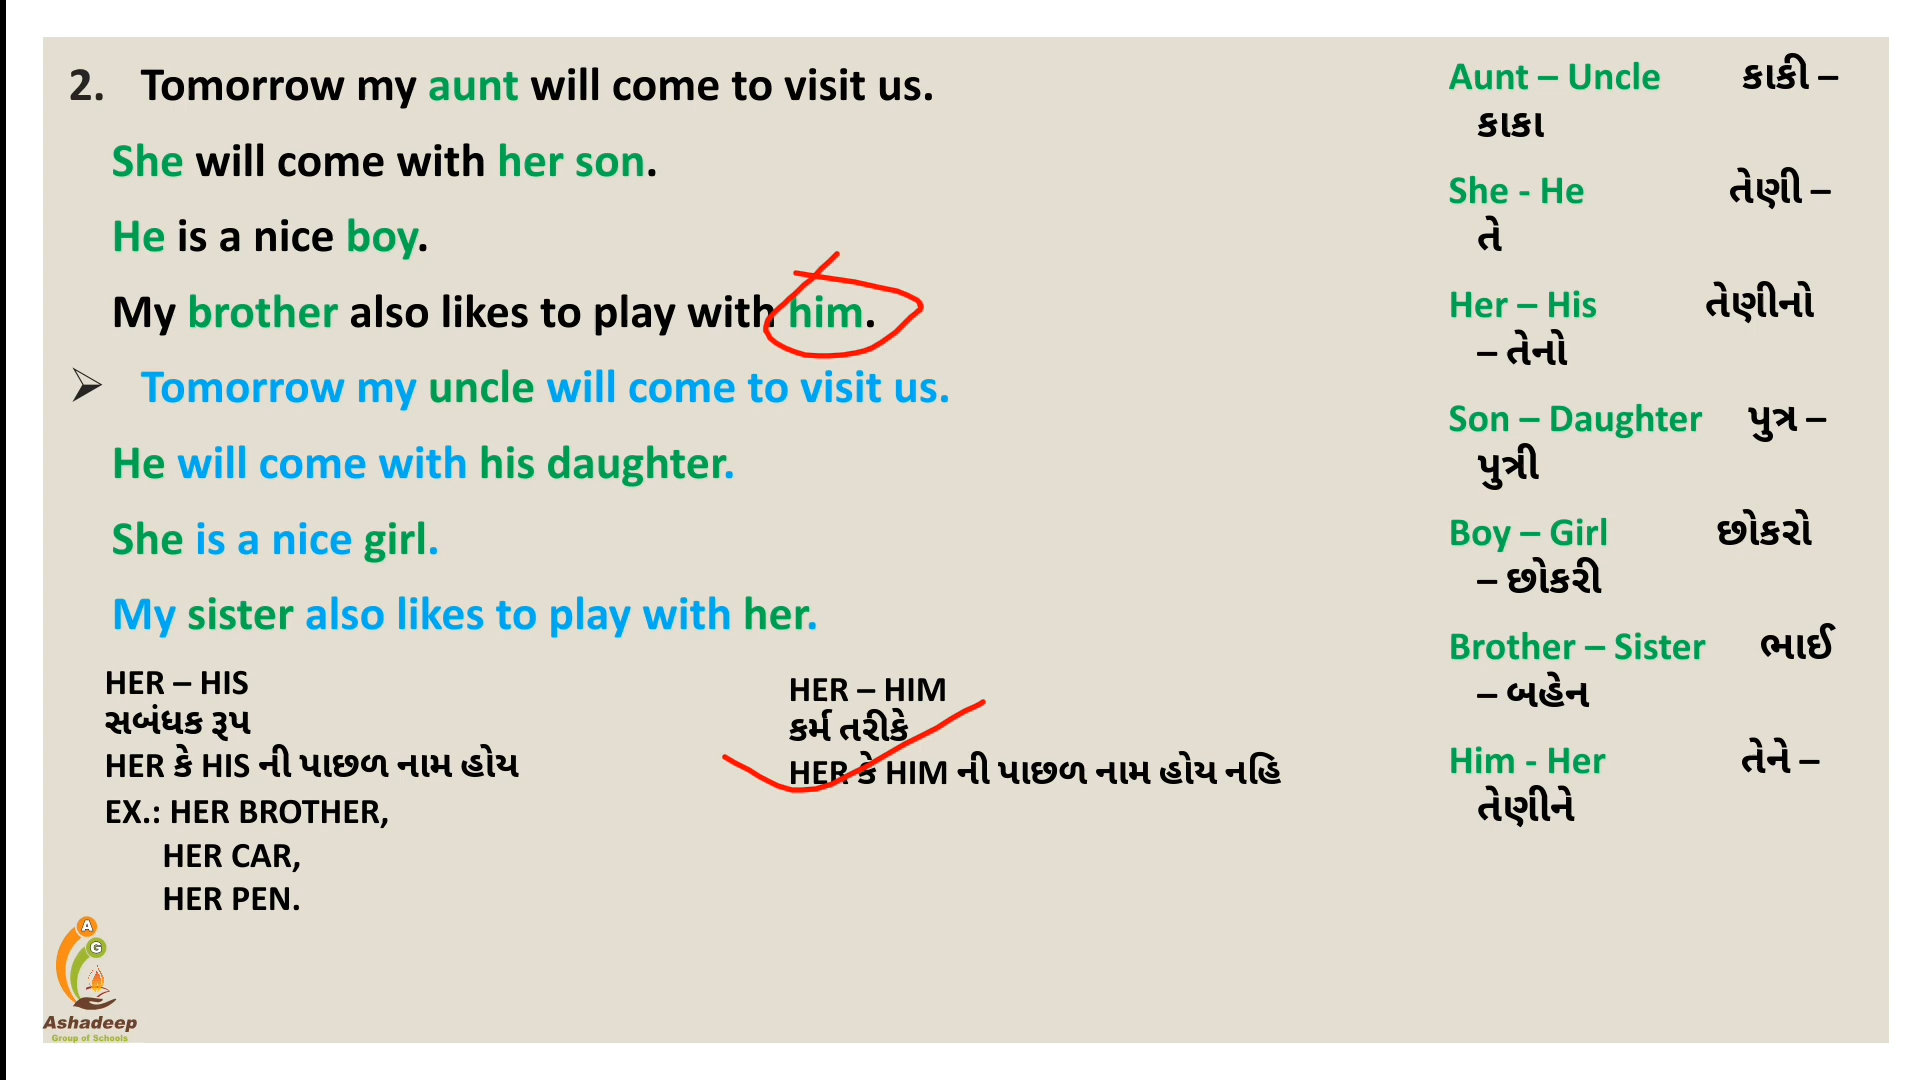 2. Tomorrow my aunt will come to visit us.
She will come with her son.
He is a nice boy.
My brother also likes to play with him.
➢ Tomorrow my uncle will come to visit us.
He will come with his daughter.
She is a nice girl.
My sister also likes to play with her.
HER – HIS
સબંધક રૂપ
HER કે HIS ની પાછળ નામ હોય
EX.: HER BROTHER,
HER CAR,
HER PEN.
HER – HIM
કર્મ તરીકે
HER કે HIM ની પાછળ નામ હોય નહિ
Aunt – Uncle કાકી –
કાકા
She - He તેણી –
તે
Her – His તેણીનો
– તેનો
Son – Daughter પુત્ર –
પુત્રી
Boy – Girl છોકરો
– છોકરી
Brother – Sister ભાઈ
– બહેન
Him - Her તેને –
તેણીને
A
G
Ashadeep
Group of Schools